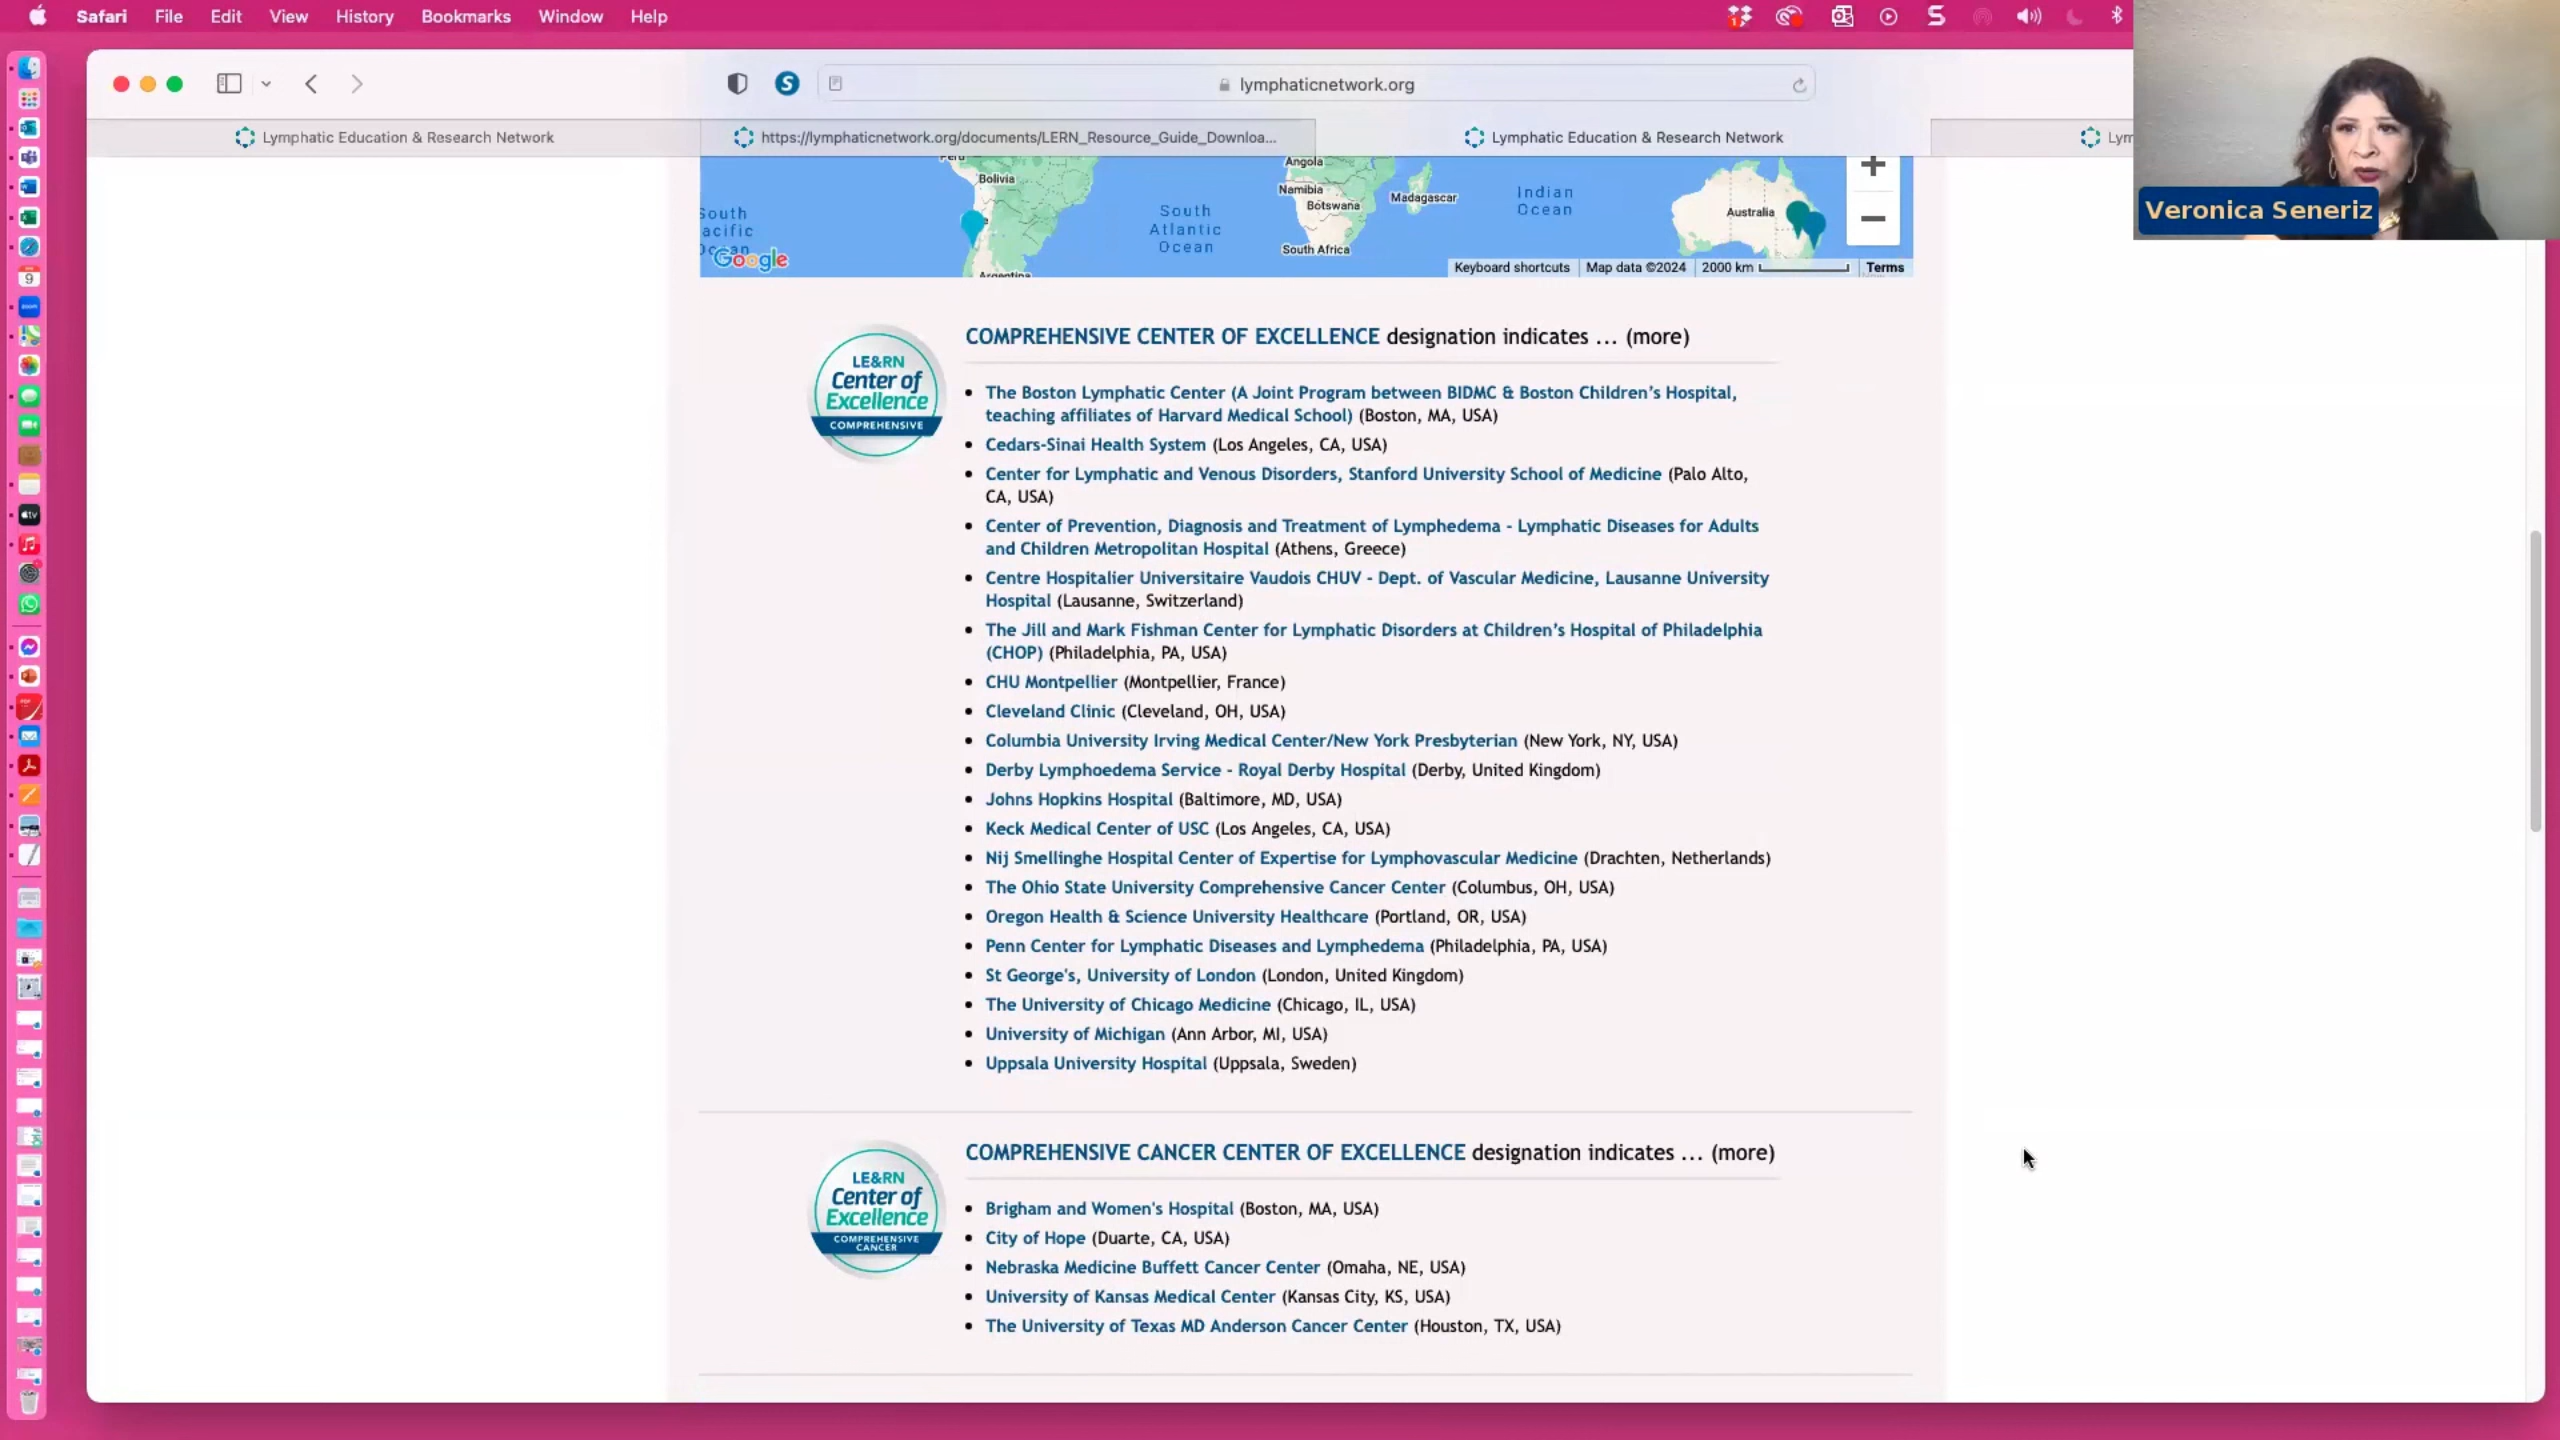 Safari File Edit View History Bookmarks Window Help
lymphaticnetwork.org
Lymphatic Education & Research Network
https://lymphaticnetwork.org/documents/LERN_Resource_Guide_Downloa...
Lymphatic Education & Research Network
Lym
Veronica Seneriz
Peru
Bolivia
Argentina
South
acific
Ocean
South
Atlantic
Ocean
Angola
Namibia
Botswana
Madagascar
South Africa
Indian
Ocean
Australia
Google
Keyboard shortcuts
Map data ©2024
2000 km
Terms
LE&RN
Center of
Excellence
COMPREHENSIVE
COMPREHENSIVE CENTER OF EXCELLENCE designation indicates ... (more)
• The Boston Lymphatic Center (A Joint Program between BIDMC & Boston Children's Hospital,
teaching affiliates of Harvard Medical School) (Boston, MA, USA)
• Cedars-Sinai Health System (Los Angeles, CA, USA)
• Center for Lymphatic and Venous Disorders, Stanford University School of Medicine (Palo Alto,
CA, USA)
• Center of Prevention, Diagnosis and Treatment of Lymphedema - Lymphatic Diseases for Adults
and Children Metropolitan Hospital (Athens, Greece)
• Centre Hospitalier Universitaire Vaudois CHUV - Dept. of Vascular Medicine, Lausanne University
Hospital (Lausanne, Switzerland)
• The Jill and Mark Fishman Center for Lymphatic Disorders at Children's Hospital of Philadelphia
(CHOP) (Philadelphia, PA, USA)
• CHU Montpellier (Montpellier, France)
• Cleveland Clinic (Cleveland, OH, USA)
• Columbia University Irving Medical Center/New York Presbyterian (New York, NY, USA)
• Derby Lymphoedema Service - Royal Derby Hospital (Derby, United Kingdom)
• Johns Hopkins Hospital (Baltimore, MD, USA)
• Keck Medical Center of USC (Los Angeles, CA, USA)
• Nij Smellinghe Hospital Center of Expertise for Lymphovascular Medicine (Drachten, Netherlands)
• The Ohio State University Comprehensive Cancer Center (Columbus, OH, USA)
• Oregon Health & Science University Healthcare (Portland, OR, USA)
• Penn Center for Lymphatic Diseases and Lymphedema (Philadelphia, PA, USA)
• St George's, University of London (London, United Kingdom)
• The University of Chicago Medicine (Chicago, IL, USA)
• University of Michigan (Ann Arbor, MI, USA)
• Uppsala University Hospital (Uppsala, Sweden)
LE&RN
Center of
Excellence
COMPREHENSIVE
CANCER
COMPREHENSIVE CANCER CENTER OF EXCELLENCE designation indicates ... (more)
• Brigham and Women's Hospital (Boston, MA, USA)
• City of Hope (Duarte, CA, USA)
• Nebraska Medicine Buffett Cancer Center (Omaha, NE, USA)
• University of Kansas Medical Center (Kansas City, KS, USA)
• The University of Texas MD Anderson Cancer Center (Houston, TX, USA)